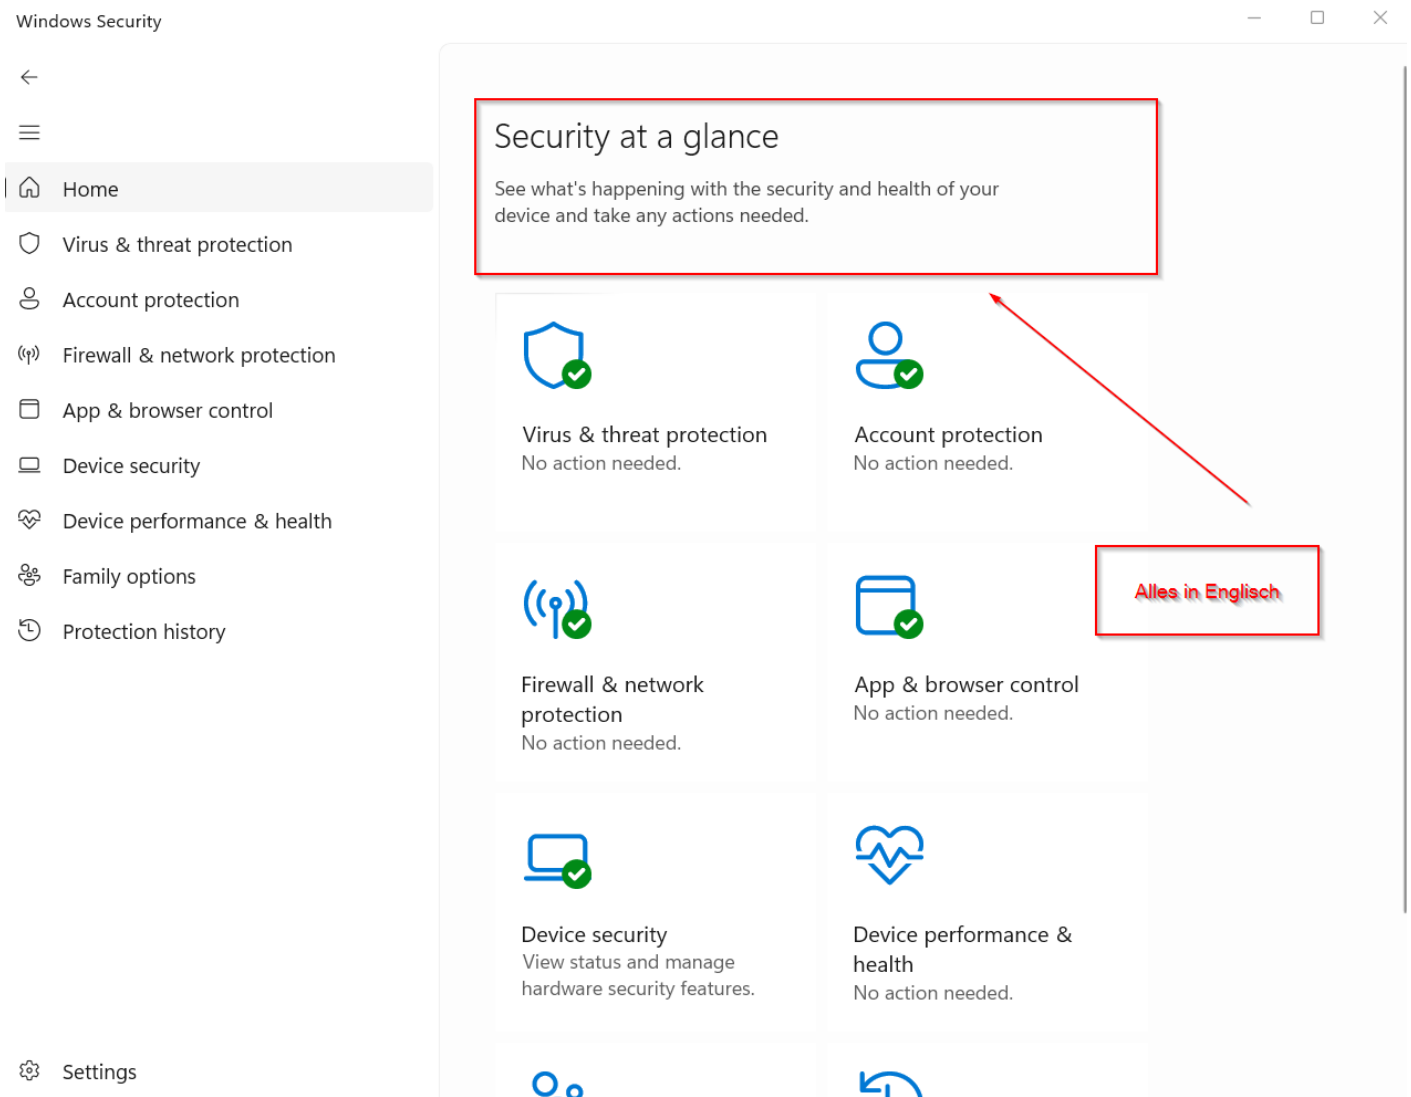 Windows Security
Home
Virus & threat protection
Account protection
Firewall & network protection
App & browser control
Device security
Device performance & health
Family options
Protection history
Settings
Security at a glance
See what's happening with the security and health of your
device and take any actions needed.
Virus & threat protection
No action needed.
Account protection
No action needed.
Firewall & network
protection
No action needed.
App & browser control
No action needed.
Alles in Englisch
Device security
View status and manage
hardware security features.
Device performance &
health
No action needed.